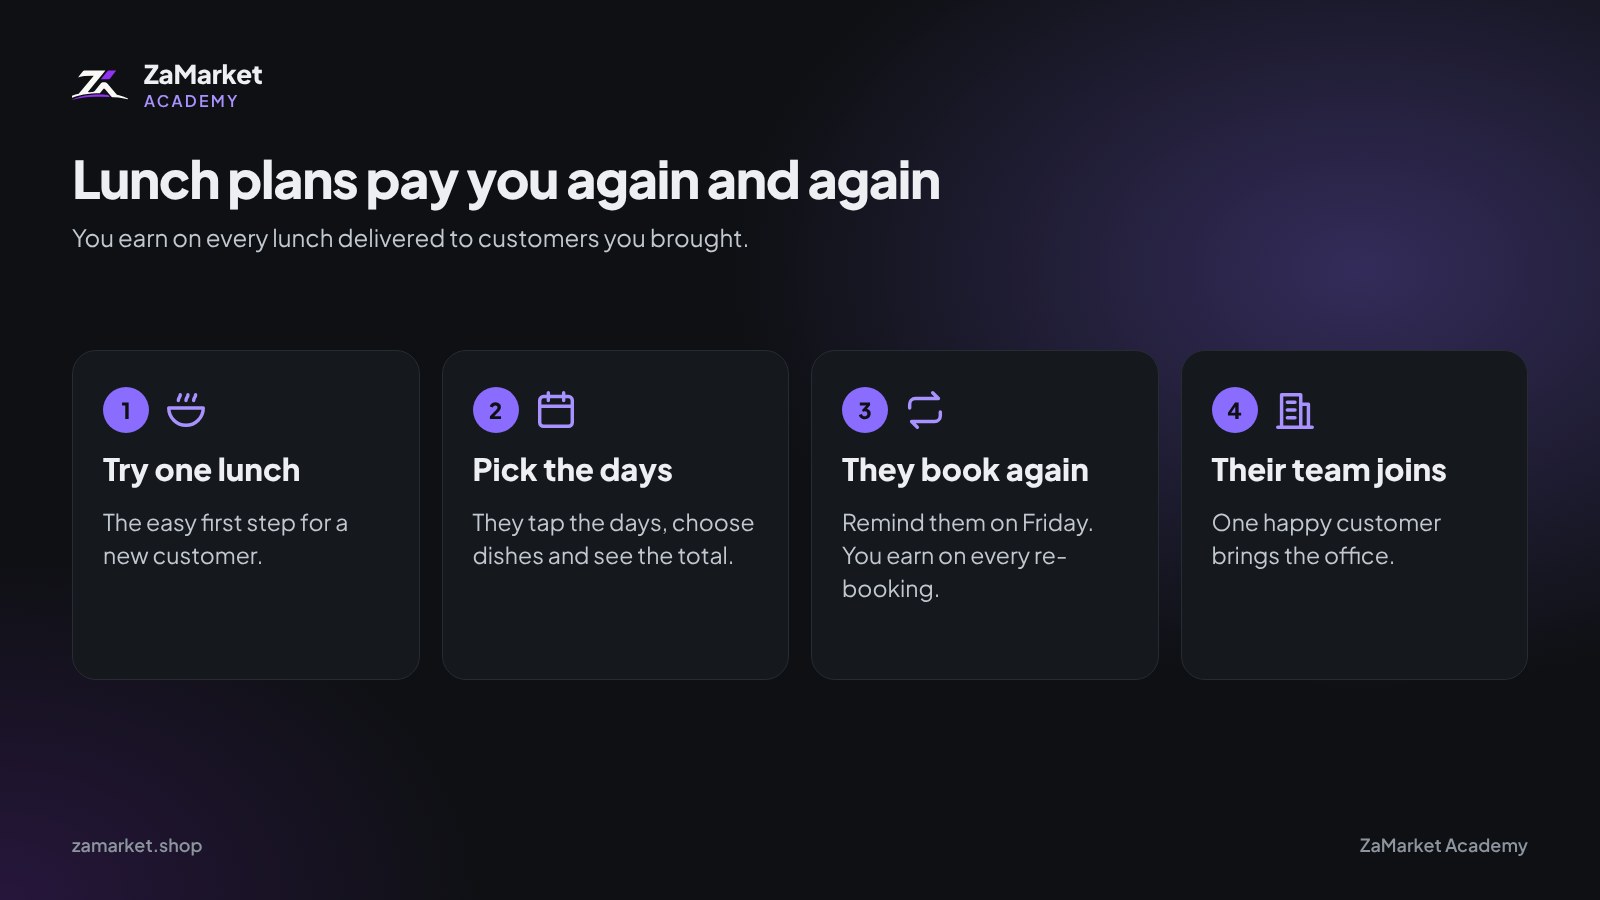 ZaMarket
ACADEMY
Lunch plans pay you again and again
You earn on every lunch delivered to customers you brought.
1
Try one lunch
The easy first step for a
new customer.
2
Pick the days
They tap the days, choose
dishes and see the total.
3
They book again
Remind them on Friday.
You earn on every re-
booking.
4
Their team joins
One happy customer
brings the office.
zamarket.shop
ZaMarket Academy